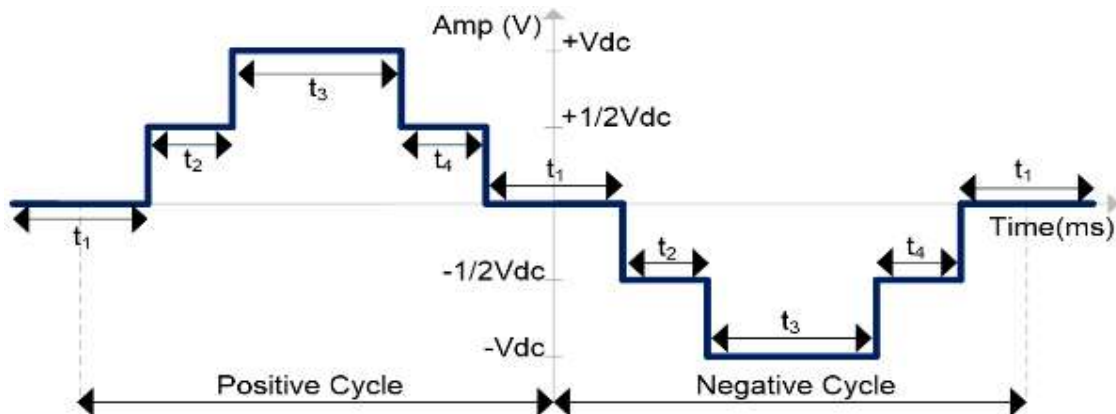 Amp (V)
+Vdc
t₃
+1/2Vdc
t₂
t₄
t₁
t₁
t₁
Time(ms)
t₂
t₄
-1/2Vdc
t₃
-Vdc
Positive Cycle
Negative Cycle